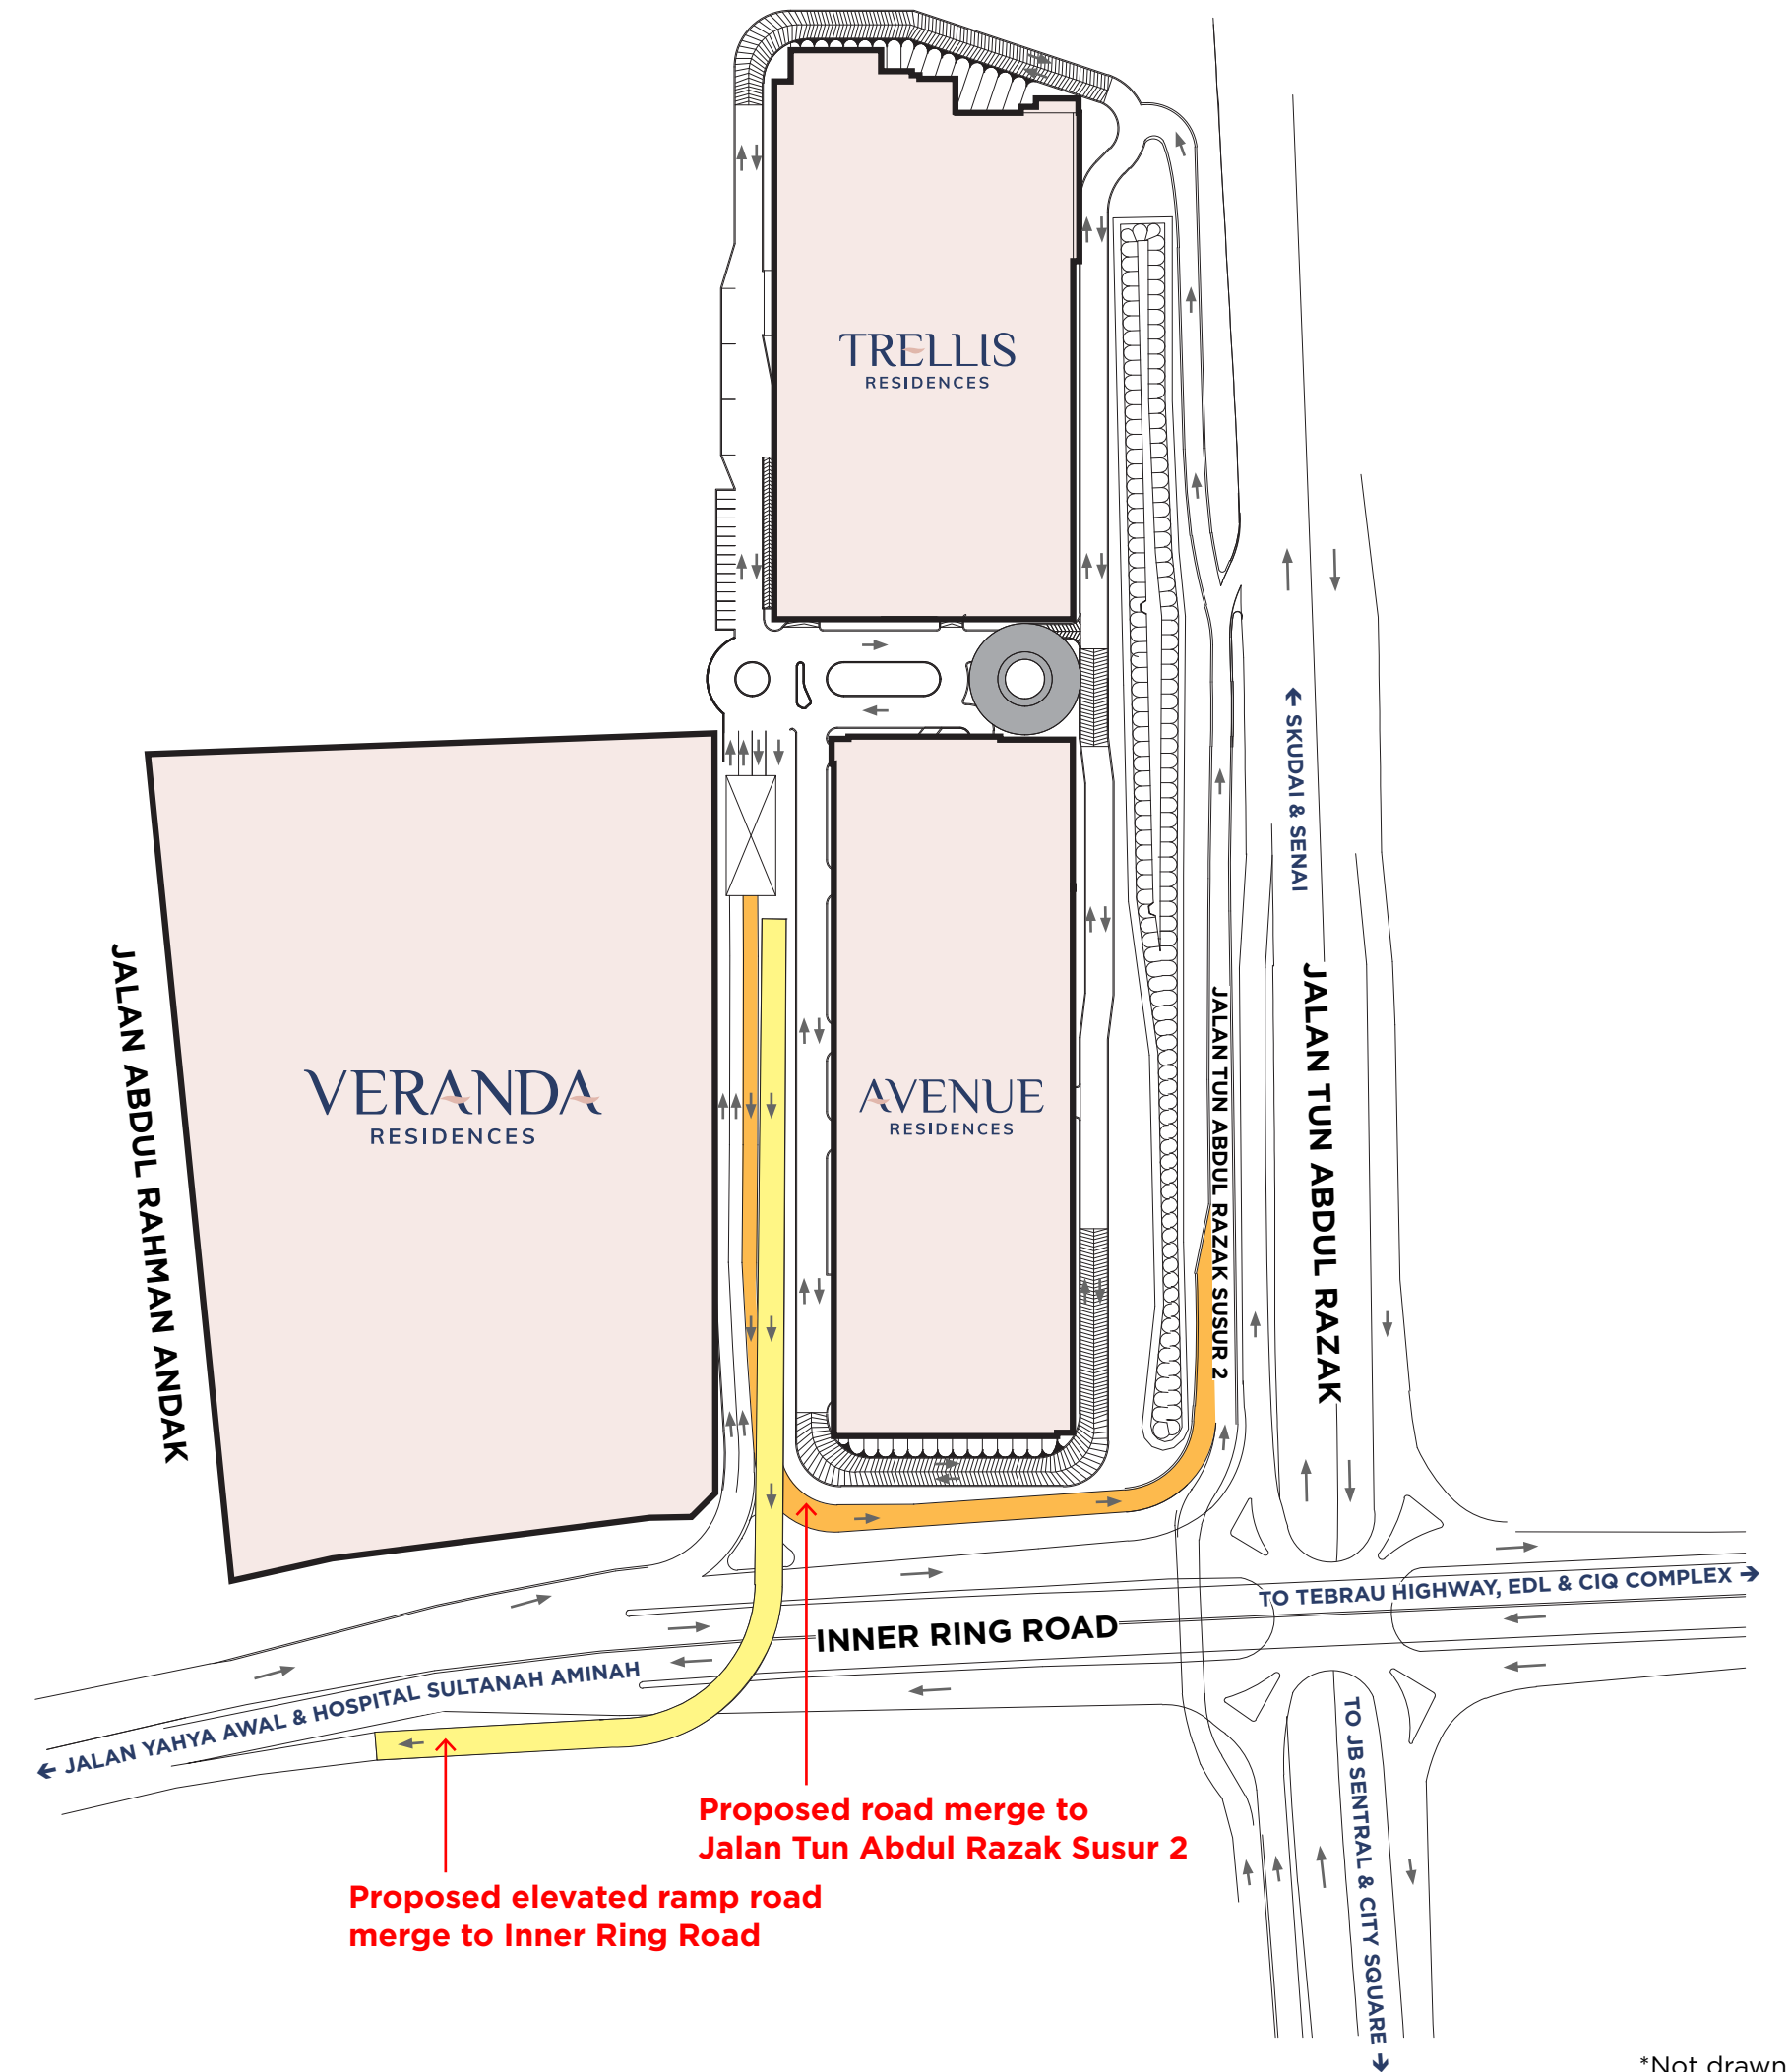 TRELLIS
RESIDENCES
← SKUDAI & SENAI
JALAN ABDUL RAHMAN ANDAK
VERANDA
RESIDENCES
AVENUE
RESIDENCES
JALAN TUN ABDUL RAZAK SUSUR 2
JALAN TUN ABDUL RAZAK
TO TEBRAU HIGHWAY, EDL & CIQ COMPLEX →
INNER RING ROAD
← JALAN YAHYA AWAL & HOSPITAL SULTANAH AMINAH
TO JB SENTRAL & CITY SQUARE →
Proposed road merge to
Jalan Tun Abdul Razak Susur 2
Proposed elevated ramp road
merge to Inner Ring Road
*Not drawn